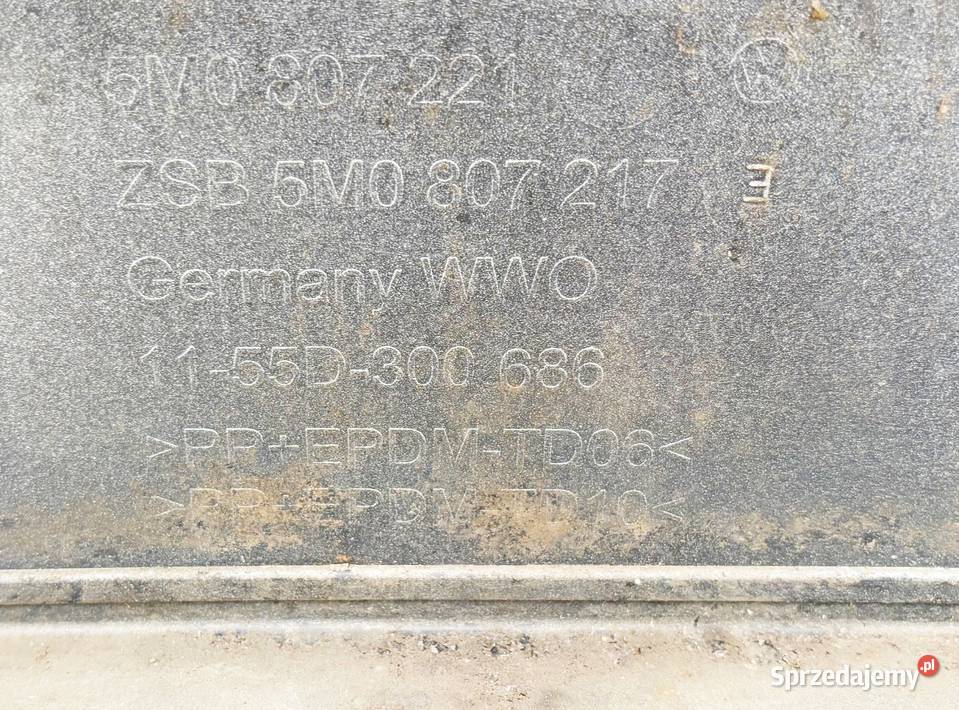 5M0 807 221
ZSB 5M0 807 217 E
Germany WWO
11-55D-300 686
>PP+EPDM-TD06<
>PP+EPDM-TD10<
Sprzedajemy.pl